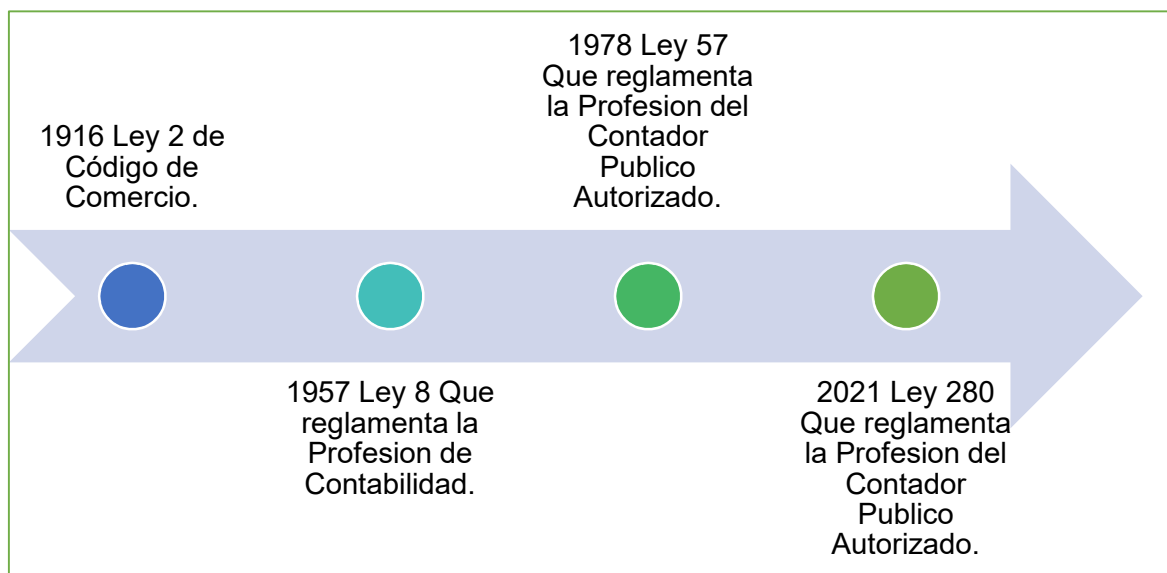 1916 Ley 2 de
Código de
Comercio.
1957 Ley 8 Que
reglamenta la
Profesion de
Contabilidad.
1978 Ley 57
Que reglamenta
la Profesion del
Contador
Publico
Autorizado.
2021 Ley 280
Que reglamenta
la Profesion del
Contador
Publico
Autorizado.